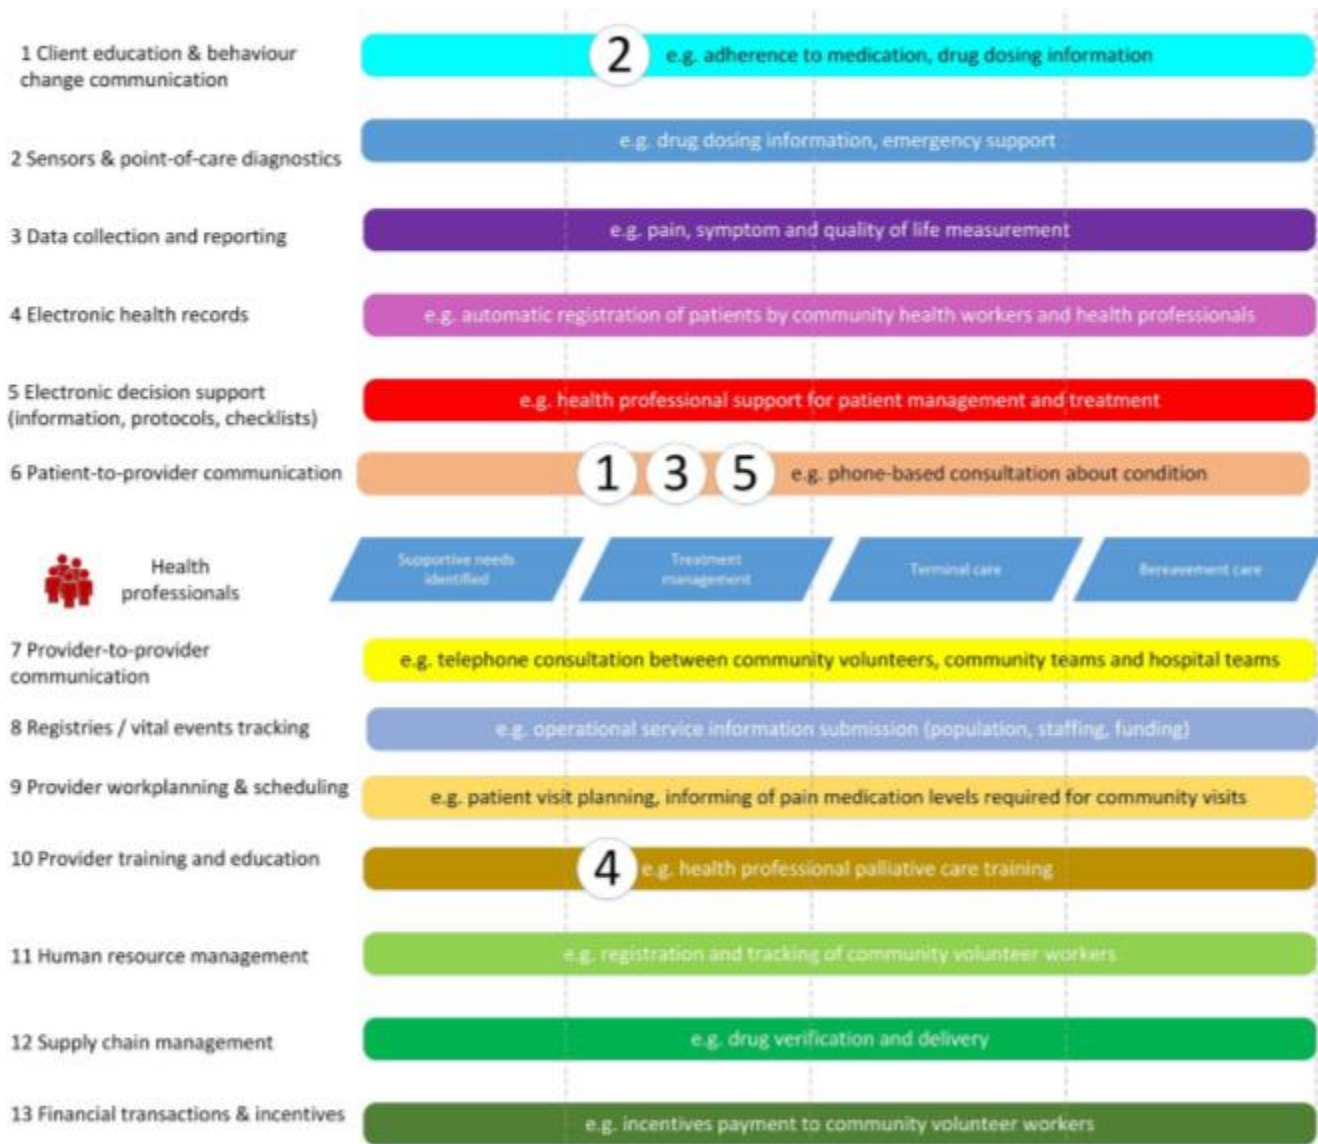 1 Client education & behaviour
change communication
2 e.g. adherence to medication, drug dosing information
2 Sensors & point-of-care diagnostics
e.g. drug dosing information, emergency support
3 Data collection and reporting
e.g. pain, symptom and quality of life measurement
4 Electronic health records
e.g. automatic registration of patients by community health workers and health professionals
5 Electronic decision support
(information, protocols, checklists)
e.g. health professional support for patient management and treatment
6 Patient-to-provider communication
1 3 5 e.g. phone-based consultation about condition
Health
professionals
Supportive needs
identified
Treatment
management
Terminal care
Bereavement care
7 Provider-to-provider
communication
e.g. telephone consultation between community volunteers, community teams and hospital teams
8 Registries / vital events tracking
e.g. operational service information submission (population, staffing, funding)
9 Provider workplanning & scheduling
e.g. patient visit planning, informing of pain medication levels required for community visits
10 Provider training and education
4 e.g. health professional palliative care training
11 Human resource management
e.g. registration and tracking of community volunteer workers
12 Supply chain management
e.g. drug verification and delivery
13 Financial transactions & incentives
e.g. incentives payment to community volunteer workers